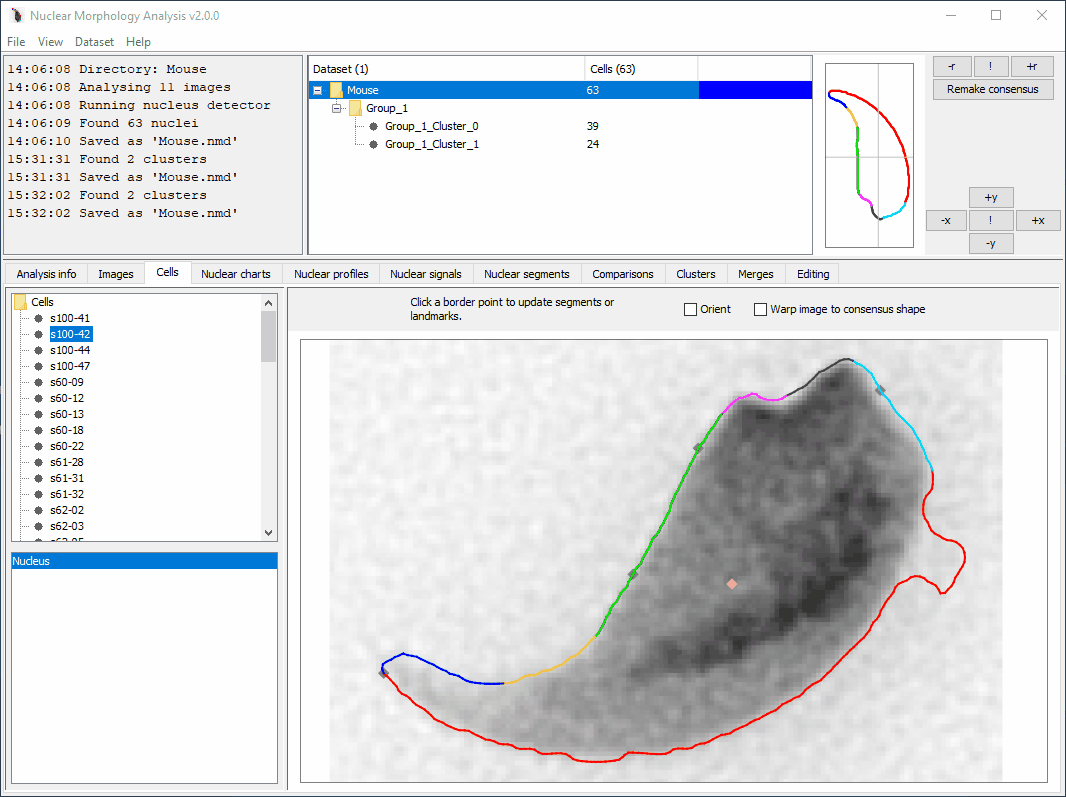 Nuclear Morphology Analysis v2.0.0
File View Dataset Help
14:06:08 Directory: Mouse
14:06:08 Analysing 11 images
14:06:08 Running nucleus detector
14:06:09 Found 63 nuclei
14:06:10 Saved as 'Mouse.nmd'
15:31:31 Found 2 clusters
15:31:31 Saved as 'Mouse.nmd'
15:32:02 Found 2 clusters
15:32:02 Saved as 'Mouse.nmd'
Dataset (1) Cells (63)
Mouse 63
Group_1
Group_1_Cluster_0 39
Group_1_Cluster_1 24
-r ! +r
Remake consensus
+y
-x ! +x
-y
Analysis info Images Cells Nuclear charts Nuclear profiles Nuclear signals Nuclear segments Comparisons Clusters Merges Editing
Cells
s100-41
s100-42
s100-44
s100-47
s60-09
s60-12
s60-13
s60-18
s60-22
s61-28
s61-31
s61-32
s62-02
s62-03
Nucleus
Click a border point to update segments or
landmarks.
Orient Warp image to consensus shape